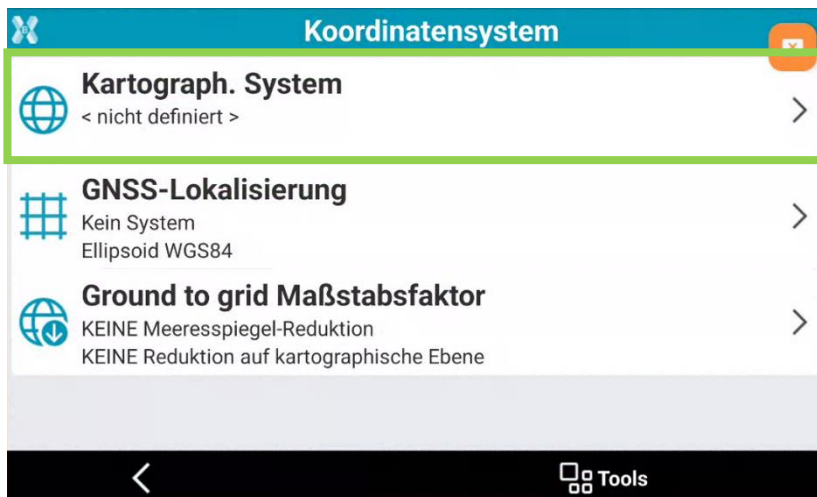 Koordinatensystem
Kartograph. System
< nicht definiert >
GNSS-Lokalisierung
Kein System
Ellipsoid WGS84
Ground to grid Maßstabsfaktor
KEINE Meeresspiegel-Reduktion
KEINE Reduktion auf kartographische Ebene
Tools